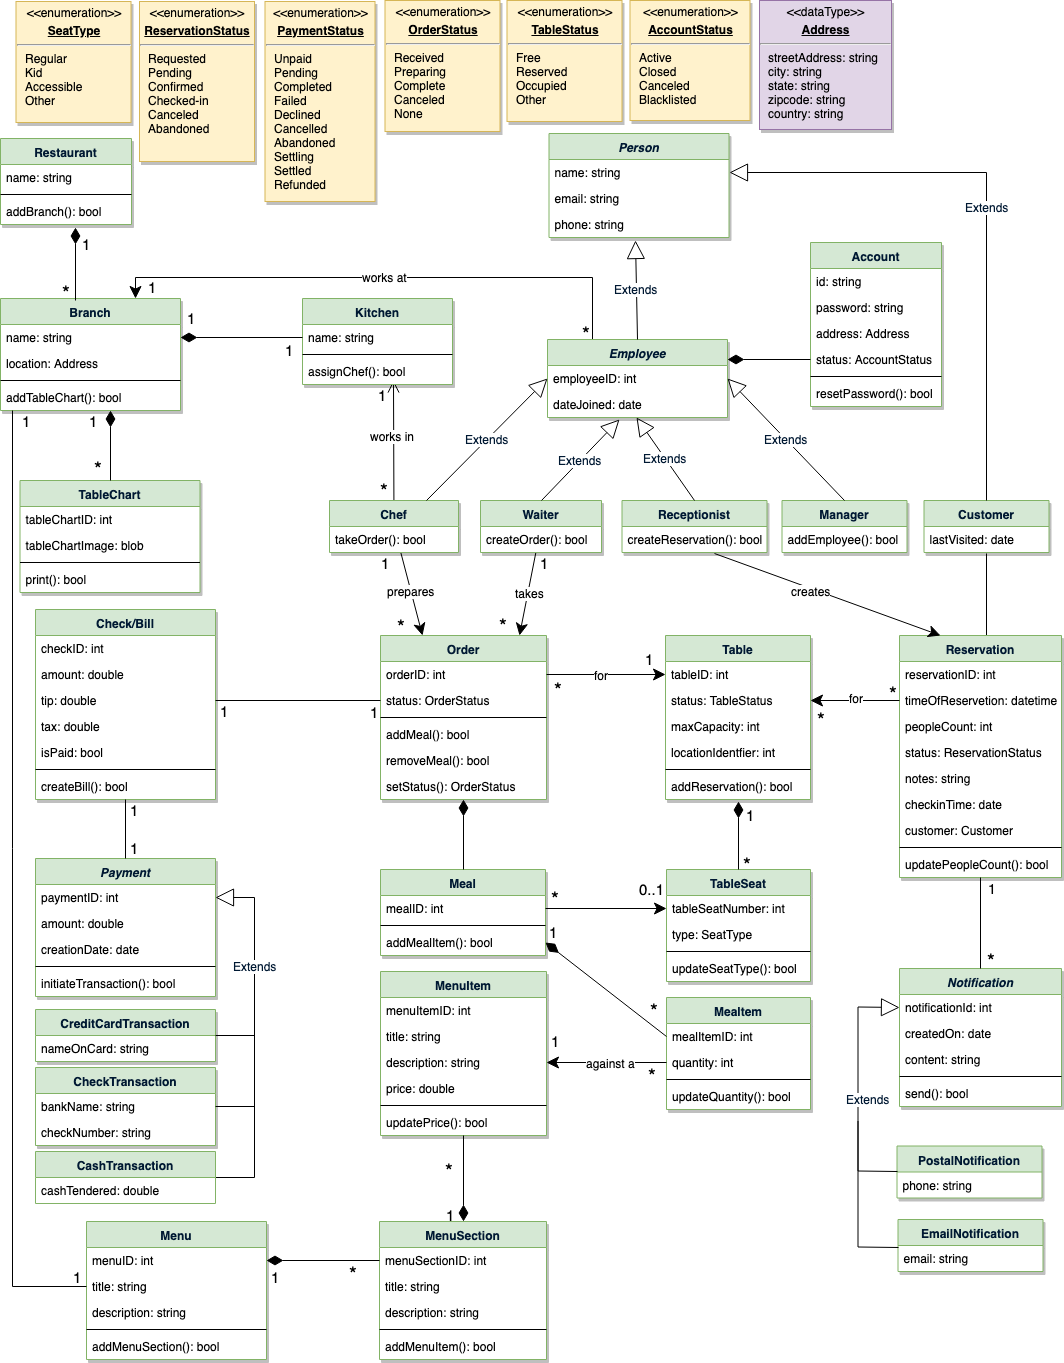 <<enumeration>>
SeatType
Regular
Kid
Accessible
Other
<<enumeration>>
ReservationStatus
Requested
Pending
Confirmed
Checked-in
Canceled
Abandoned
<<enumeration>>
PaymentStatus
Unpaid
Pending
Completed
Failed
Declined
Cancelled
Abandoned
Settling
Settled
Refunded
<<enumeration>>
OrderStatus
Received
Preparing
Complete
Canceled
None
<<enumeration>>
TableStatus
Free
Reserved
Occupied
Other
<<enumeration>>
AccountStatus
Active
Closed
Canceled
Blacklisted
<<dataType>>
Address
streetAddress: string
city: string
state: string
zipcode: string
country: string
Restaurant
name: string
addBranch(): bool
1
*
Person
name: string
email: string
phone: string
Extends
Extends
Account
id: string
password: string
address: Address
status: AccountStatus
resetPassword(): bool
works at
1
*
Branch
name: string
location: Address
addTableChart(): bool
1
1
Kitchen
name: string
assignChef(): bool
Employee
employeeID: int
dateJoined: date
1
1
*
1
works in
*
Extends
Extends
Extends
Extends
TableChart
tableChartID: int
tableChartImage: blob
print(): bool
Chef
takeOrder(): bool
Waiter
createOrder(): bool
Receptionist
createReservation(): bool
Manager
addEmployee(): bool
Customer
lastVisited: date
1
prepares
*
1
takes
*
creates
Check/Bill
checkID: int
amount: double
tip: double
tax: double
isPaid: bool
createBill(): bool
1
1
Order
orderID: int
status: OrderStatus
addMeal(): bool
removeMeal(): bool
setStatus(): OrderStatus
*
for
1
Table
tableID: int
status: TableStatus
maxCapacity: int
locationIdentfier: int
addReservation(): bool
*
for
*
Reservation
reservationID: int
timeOfReservetion: datetime
peopleCount: int
status: ReservationStatus
notes: string
checkinTime: date
customer: Customer
updatePeopleCount(): bool
1
1
1
*
1
*
Payment
paymentID: int
amount: double
creationDate: date
initiateTransaction(): bool
Extends
Meal
mealID: int
addMealItem(): bool
*
0..1
1
*
TableSeat
tableSeatNumber: int
type: SeatType
updateSeatType(): bool
Notification
notificationId: int
createdOn: date
content: string
send(): bool
Extends
MenuItem
menuItemID: int
title: string
description: string
price: double
updatePrice(): bool
1
against a
*
Mealtem
mealItemID: int
quantity: int
updateQuantity(): bool
CreditCardTransaction
nameOnCard: string
CheckTransaction
bankName: string
checkNumber: string
CashTransaction
cashTendered: double
*
1
PostalNotification
phone: string
EmailNotification
email: string
Menu
menuID: int
title: string
description: string
addMenuSection(): bool
1
1
*
MenuSection
menuSectionID: int
title: string
description: string
addMenuItem(): bool